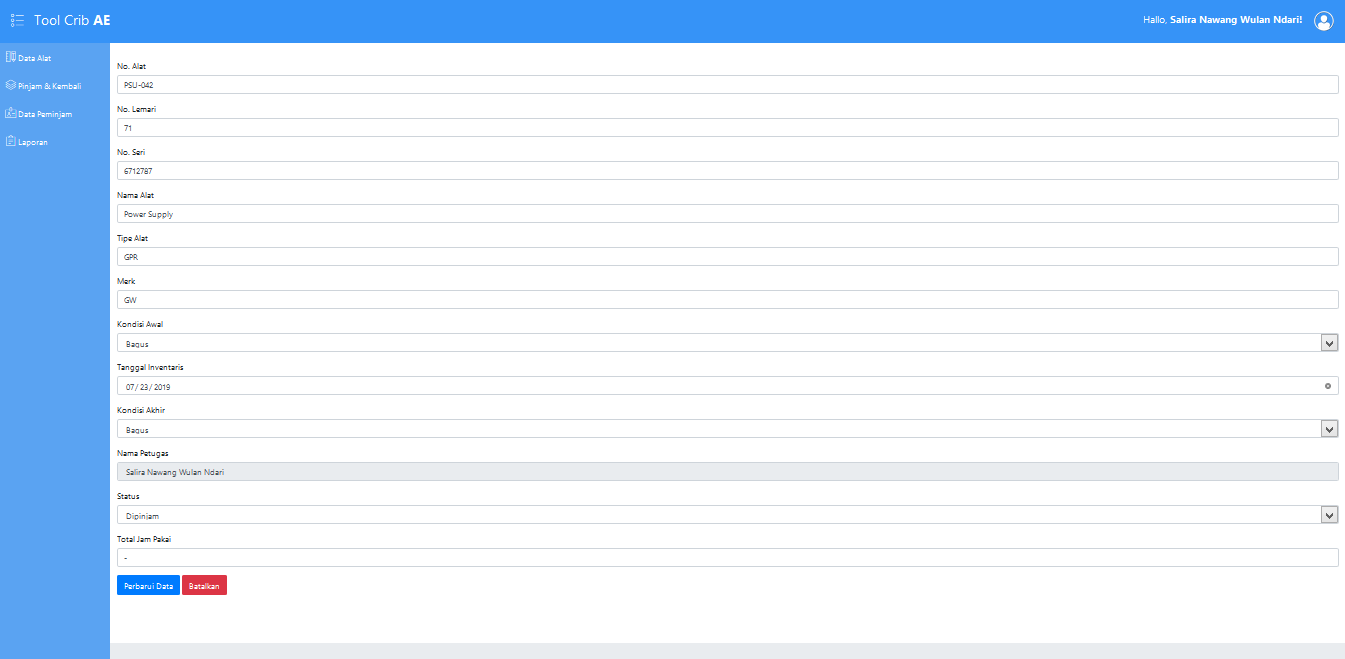 Tool Crib AE
Hallo, Salira Nawang Wulan Ndari!
Data Alat
Pinjam & Kembali
Data Peminjam
Laporan
No. Alat
PSU-042
No. Lemari
71
No. Seri
6712787
Nama Alat
Power Supply
Tipe Alat
GPR
Merk
GW
Kondisi Awal
Bagus
Tanggal Inventaris
07/23/2019
Kondisi Akhir
Bagus
Nama Petugas
Salira Nawang Wulan Ndari
Status
Dipinjam
Total Jam Pakai
-
Perbarui Data
Batalkan